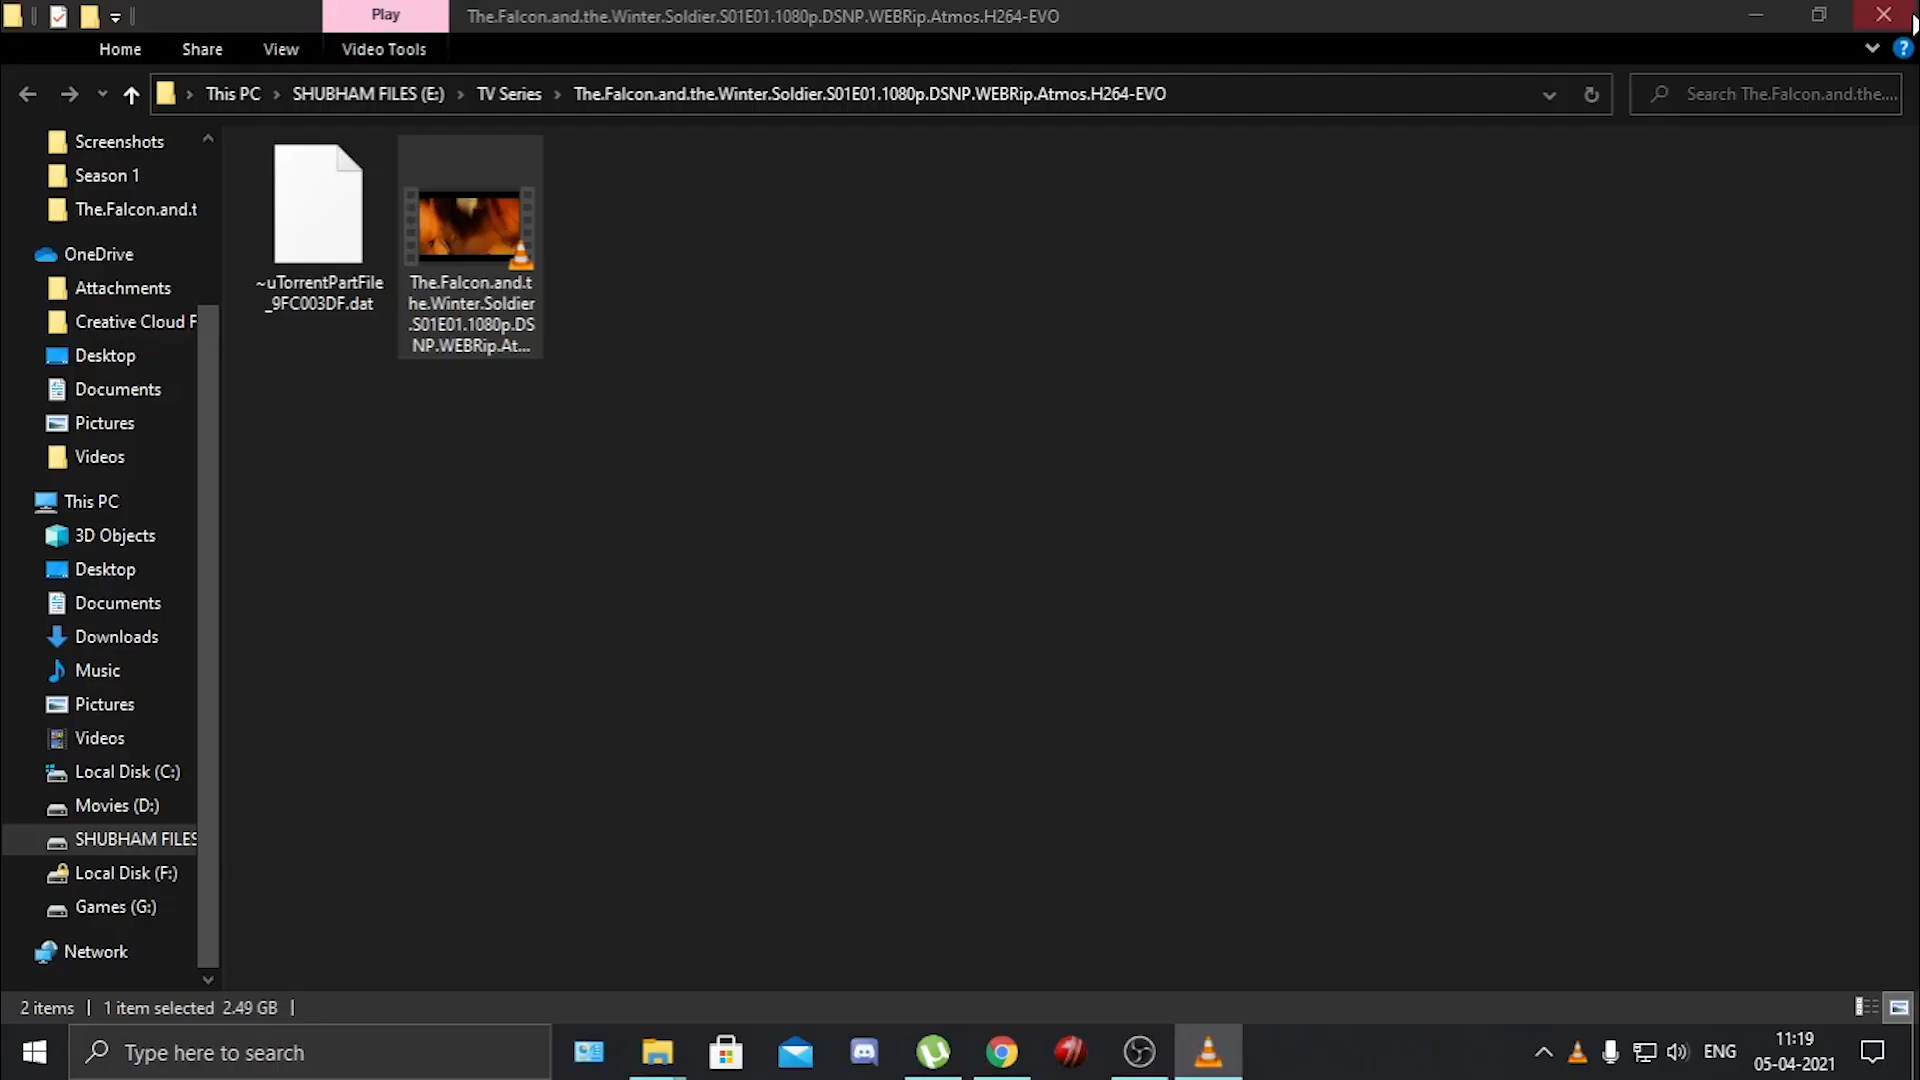 Play
The.Falcon.and.the.Winter.Soldier.S01E01.1080p.DSNP.WEBRip.Atmos.H264-EVO
Home
Share
View
Video Tools
This PC
SHUBHAM FILES (E:)
TV Series
The.Falcon.and.the.Winter.Soldier.S01E01.1080p.DSNP.WEBRip.Atmos.H264-EVO
Search The.Falcon.and.the....
Screenshots
Season 1
The.Falcon.and.t
OneDrive
Attachments
Creative Cloud F
Desktop
Documents
Pictures
Videos
This PC
3D Objects
Desktop
Documents
Downloads
Music
Pictures
Videos
Local Disk (C:)
Movies (D:)
SHUBHAM FILES
Local Disk (F:)
Games (G:)
Network
~uTorrentPartFile
_9FC003DF.dat
The.Falcon.and.t
he.Winter.Soldier
.S01E01.1080p.DS
NP.WEBRip.At...
2 items
1 item selected 2.49 GB
Type here to search
ENG
11:19
05-04-2021